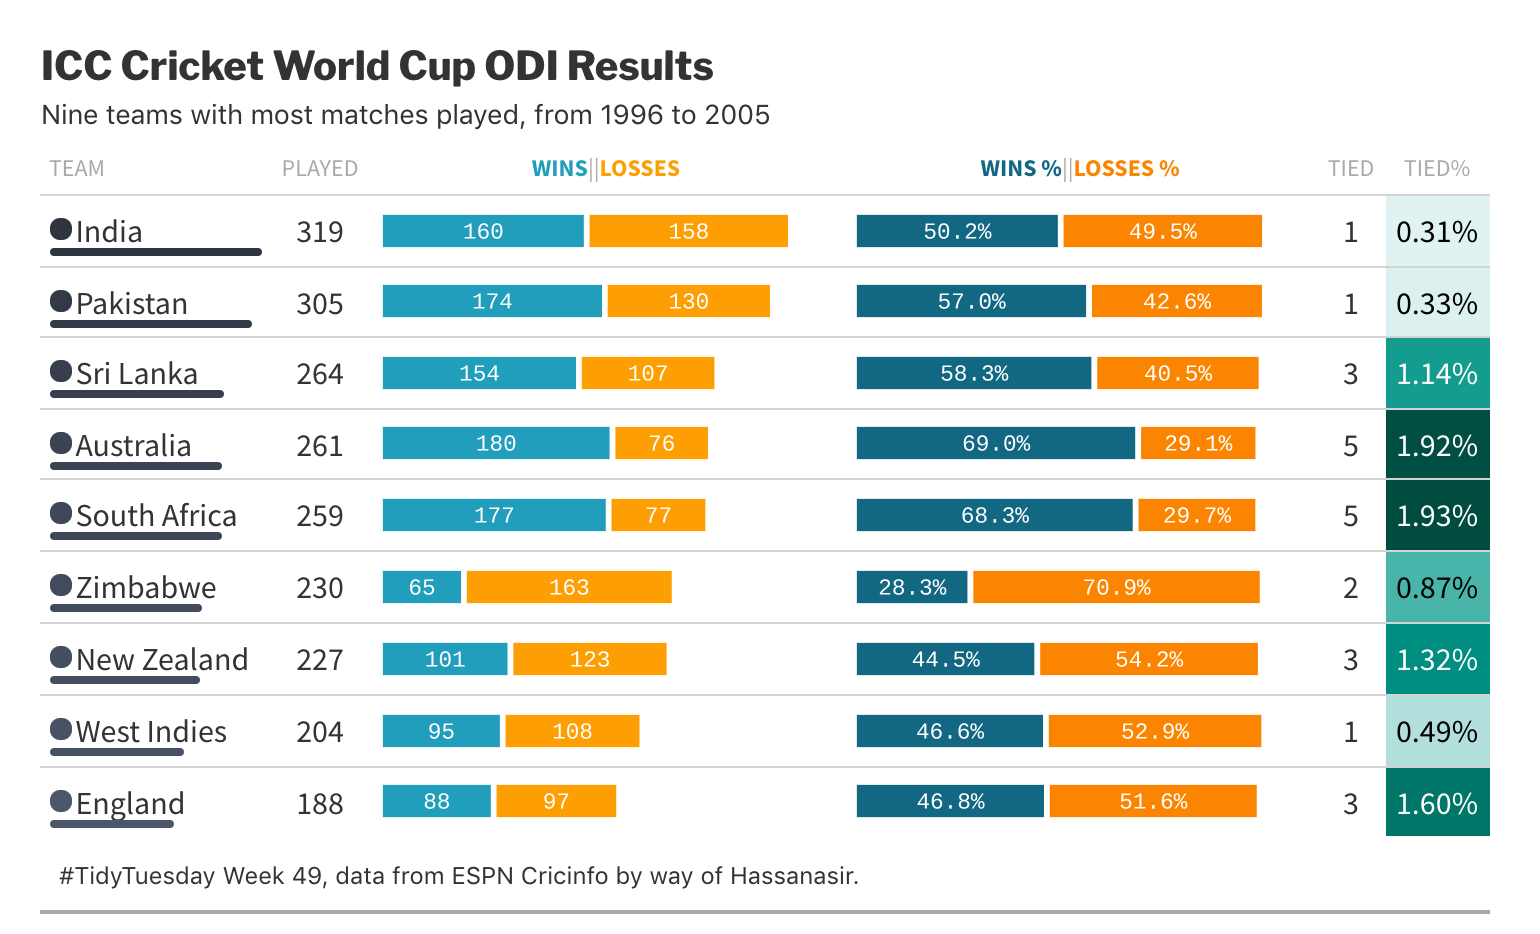 ICC Cricket World Cup ODI Results
Nine teams with most matches played, from 1996 to 2005
TEAM PLAYED WINS||LOSSES WINS %||LOSSES % TIED TIED%
India 319 160 158 50.2% 49.5% 1 0.31%
Pakistan 305 174 130 57.0% 42.6% 1 0.33%
Sri Lanka 264 154 107 58.3% 40.5% 3 1.14%
Australia 261 180 76 69.0% 29.1% 5 1.92%
South Africa 259 177 77 68.3% 29.7% 5 1.93%
Zimbabwe 230 65 163 28.3% 70.9% 2 0.87%
New Zealand 227 101 123 44.5% 54.2% 3 1.32%
West Indies 204 95 108 46.6% 52.9% 1 0.49%
England 188 88 97 46.8% 51.6% 3 1.60%
#TidyTuesday Week 49, data from ESPN Cricinfo by way of Hassanasir.